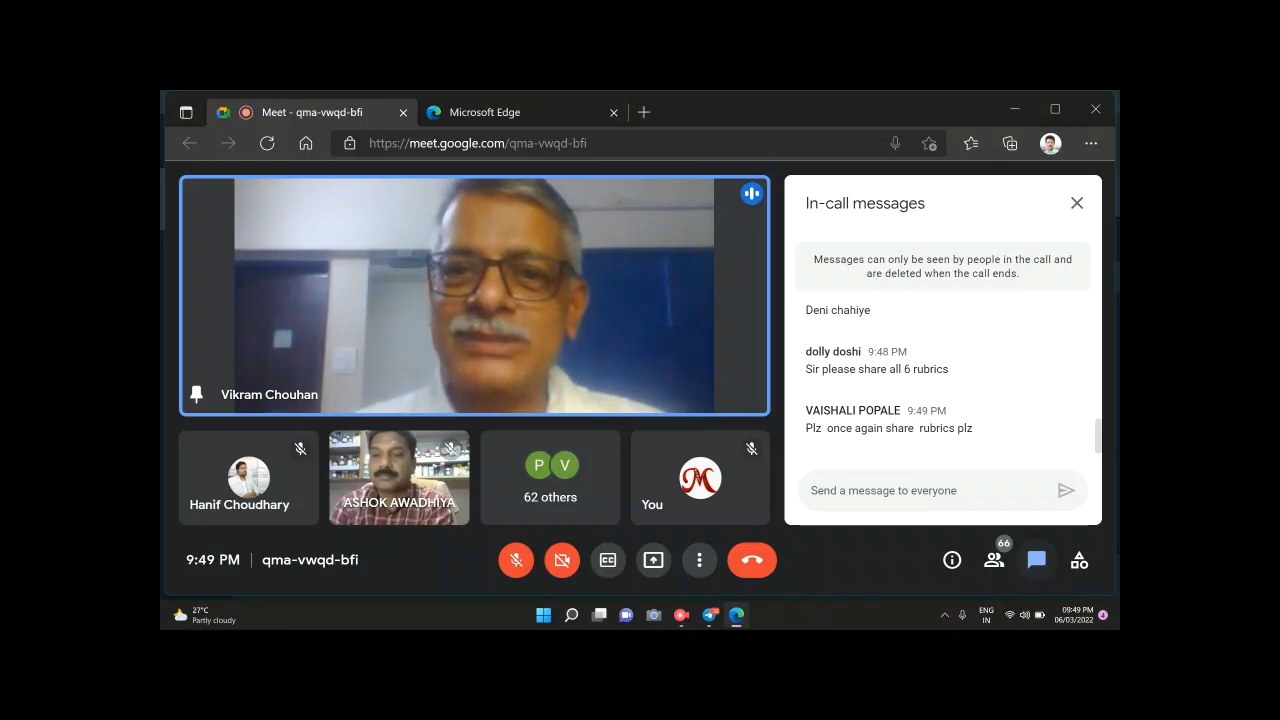 Meet - qma-vwqd-bfi
Microsoft Edge
https://meet.google.com/qma-vwqd-bfi
In-call messages
Messages can only be seen by people in the call and
are deleted when the call ends.
Deni chahiye
dolly doshi 9:48 PM
Sir please share all 6 rubrics
VAISHALI POPALE 9:49 PM
Plz once again share rubrics plz
Send a message to everyone
Vikram Chouhan
Hanif Choudhary
ASHOK AWADHIYA
P V
62 others
M
You
9:49 PM | qma-vwqd-bfi
CC
66
27°C
Partly cloudy
ENG
IN
09:49 PM
06/03/2022
4